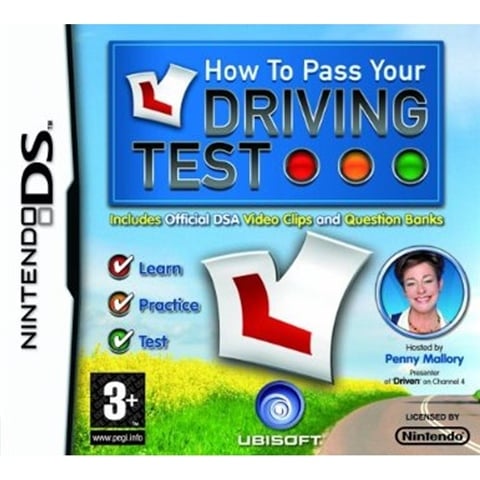 NINTENDO DS™
How To Pass Your
DRIVING
TEST
Includes Official DSA Video Clips and Question Banks
Learn
Practice
Test
L
Hosted by
Penny Mallory
Presenter
of 'Driven' on Channel 4
3+
www.pegi.info
UBISOFT
LICENSED BY
Nintendo